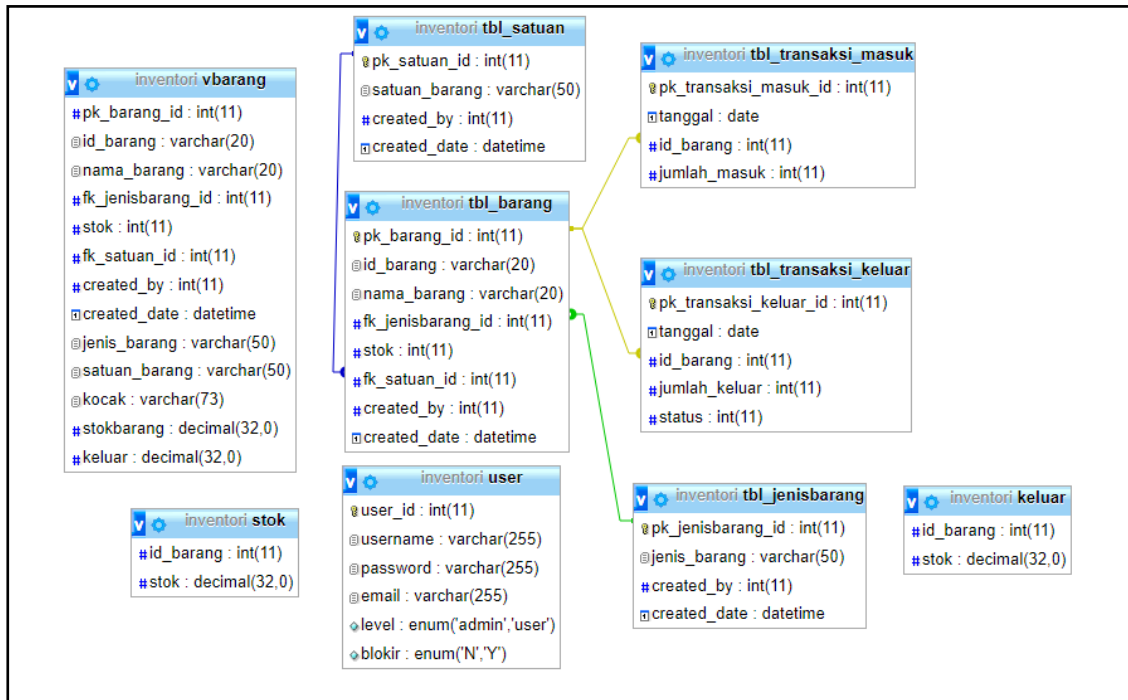 inventori vbarang
pk_barang_id : int(11)
id_barang : varchar(20)
nama_barang : varchar(20)
fk_jenisbarang_id : int(11)
stok : int(11)
fk_satuan_id : int(11)
created_by : int(11)
created_date : datetime
jenis_barang : varchar(50)
satuan_barang : varchar(50)
kocak : varchar(73)
stokbarang : decimal(32,0)
keluar : decimal(32,0)
inventori stok
id_barang : int(11)
stok : decimal(32,0)
inventori tbl_satuan
pk_satuan_id : int(11)
satuan_barang : varchar(50)
created_by : int(11)
created_date : datetime
inventori tbl_barang
pk_barang_id : int(11)
id_barang : varchar(20)
nama_barang : varchar(20)
fk_jenisbarang_id : int(11)
stok : int(11)
fk_satuan_id : int(11)
created_by : int(11)
created_date : datetime
inventori user
user_id : int(11)
username : varchar(255)
password : varchar(255)
email : varchar(255)
level : enum('admin','user')
blokir : enum('N','Y')
inventori tbl_transaksi_masuk
pk_transaksi_masuk_id : int(11)
tanggal : date
id_barang : int(11)
jumlah_masuk : int(11)
inventori tbl_transaksi_keluar
pk_transaksi_keluar_id : int(11)
tanggal : date
id_barang : int(11)
jumlah_keluar : int(11)
status : int(11)
inventori tbl_jenisbarang
pk_jenisbarang_id : int(11)
jenis_barang : varchar(50)
created_by : int(11)
created_date : datetime
inventori keluar
id_barang : int(11)
stok : decimal(32,0)